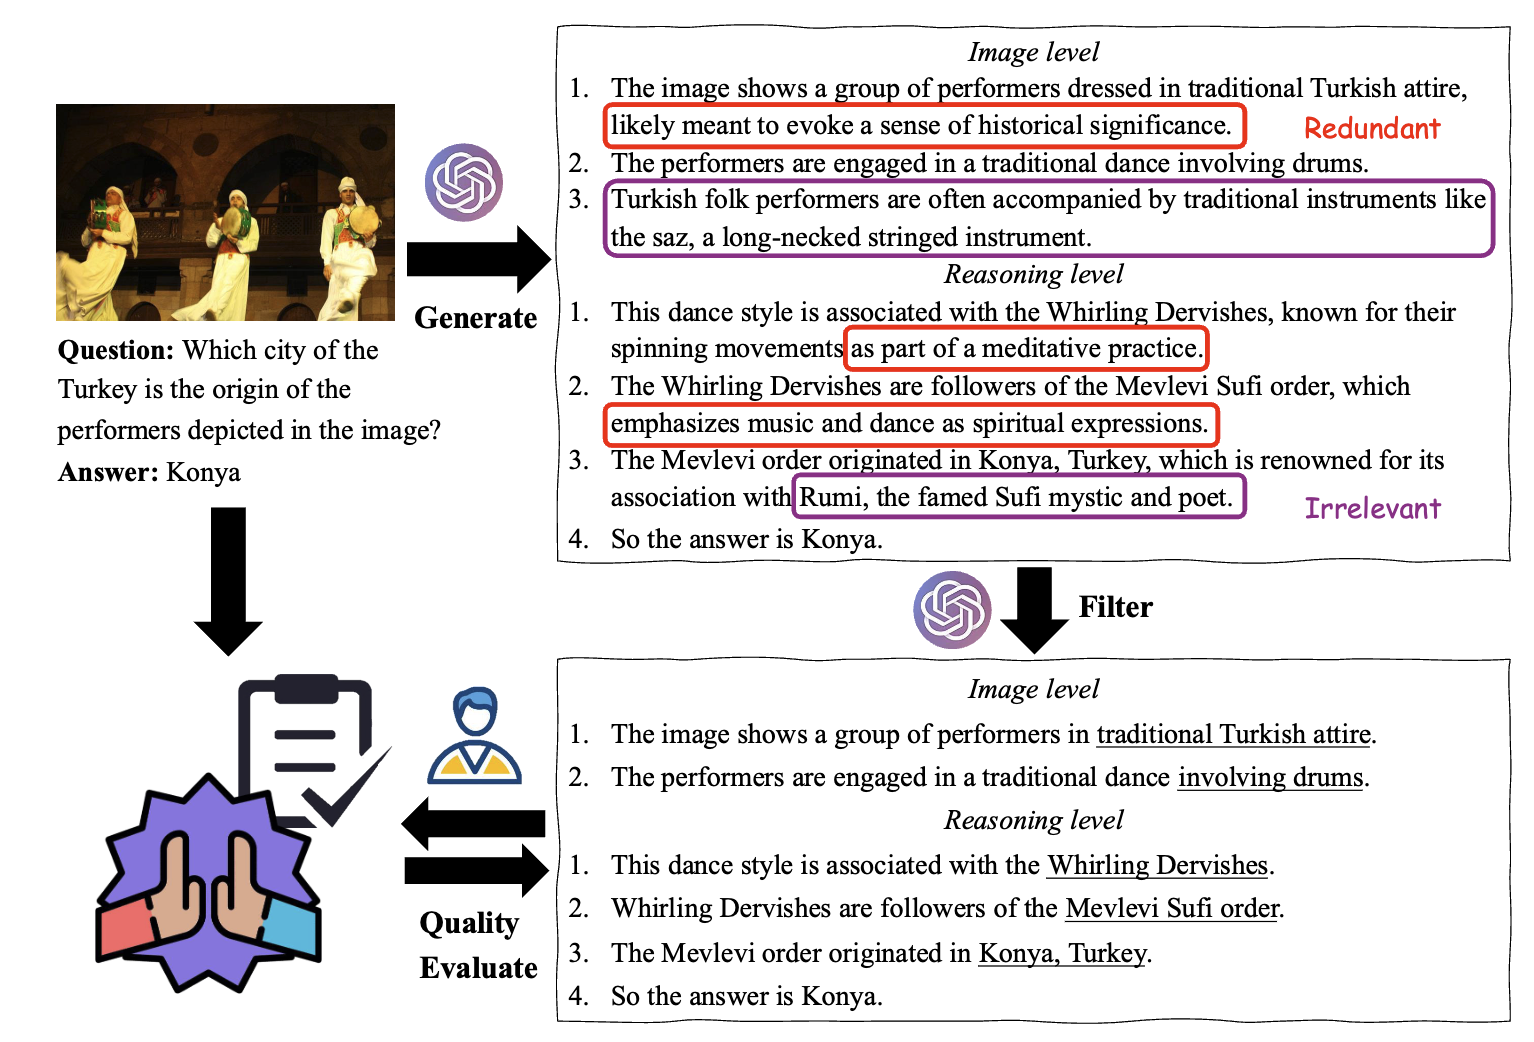 Image level
1. The image shows a group of performers dressed in traditional Turkish attire,
likely meant to evoke a sense of historical significance.
Redundant
2. The performers are engaged in a traditional dance involving drums.
3. Turkish folk performers are often accompanied by traditional instruments like
the saz, a long-necked stringed instrument.
Reasoning level
1. This dance style is associated with the Whirling Dervishes, known for their
spinning movements as part of a meditative practice.
2. The Whirling Dervishes are followers of the Mevlevi Sufi order, which
emphasizes music and dance as spiritual expressions.
3. The Mevlevi order originated in Konya, Turkey, which is renowned for its
association with Rumi, the famed Sufi mystic and poet.
Irrelevant
4. So the answer is Konya.
Generate
Question: Which city of the
Turkey is the origin of the
performers depicted in the image?
Answer: Konya
Filter
Image level
1. The image shows a group of performers in traditional Turkish attire.
2. The performers are engaged in a traditional dance involving drums.
Reasoning level
1. This dance style is associated with the Whirling Dervishes.
2. Whirling Dervishes are followers of the Mevlevi Sufi order.
3. The Mevlevi order originated in Konya, Turkey.
4. So the answer is Konya.
Quality
Evaluate